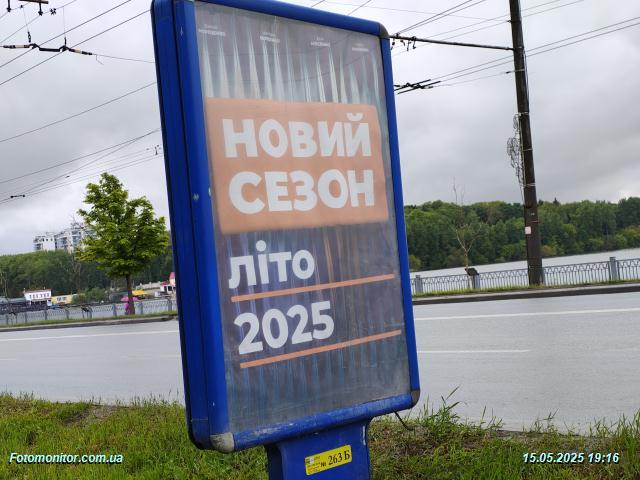 НОВИЙ
СЕЗОН
літо
2025
№ 263 Б
Fotomonitor.com.ua
15.05.2025 19:16